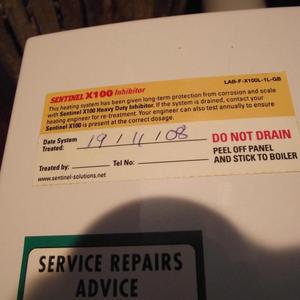 SENTINEL X100 Inhibitor
LAB-F-X100L-1L-GB
This heating system has been given long-term protection from corrosion and scale
with Sentinel X100 Heavy Duty Inhibitor. If the system is drained, contact your
heating engineer for re-treatment. Your engineer can also test annually to ensure
Sentinel X100 is present at the correct dosage.
Date System
Treated: 19 / 11 / 08
Treated by: Tel No:
www.sentinel-solutions.net
DO NOT DRAIN
PEEL OFF PANEL
AND STICK TO BOILER
SERVICE REPAIRS
ADVICE